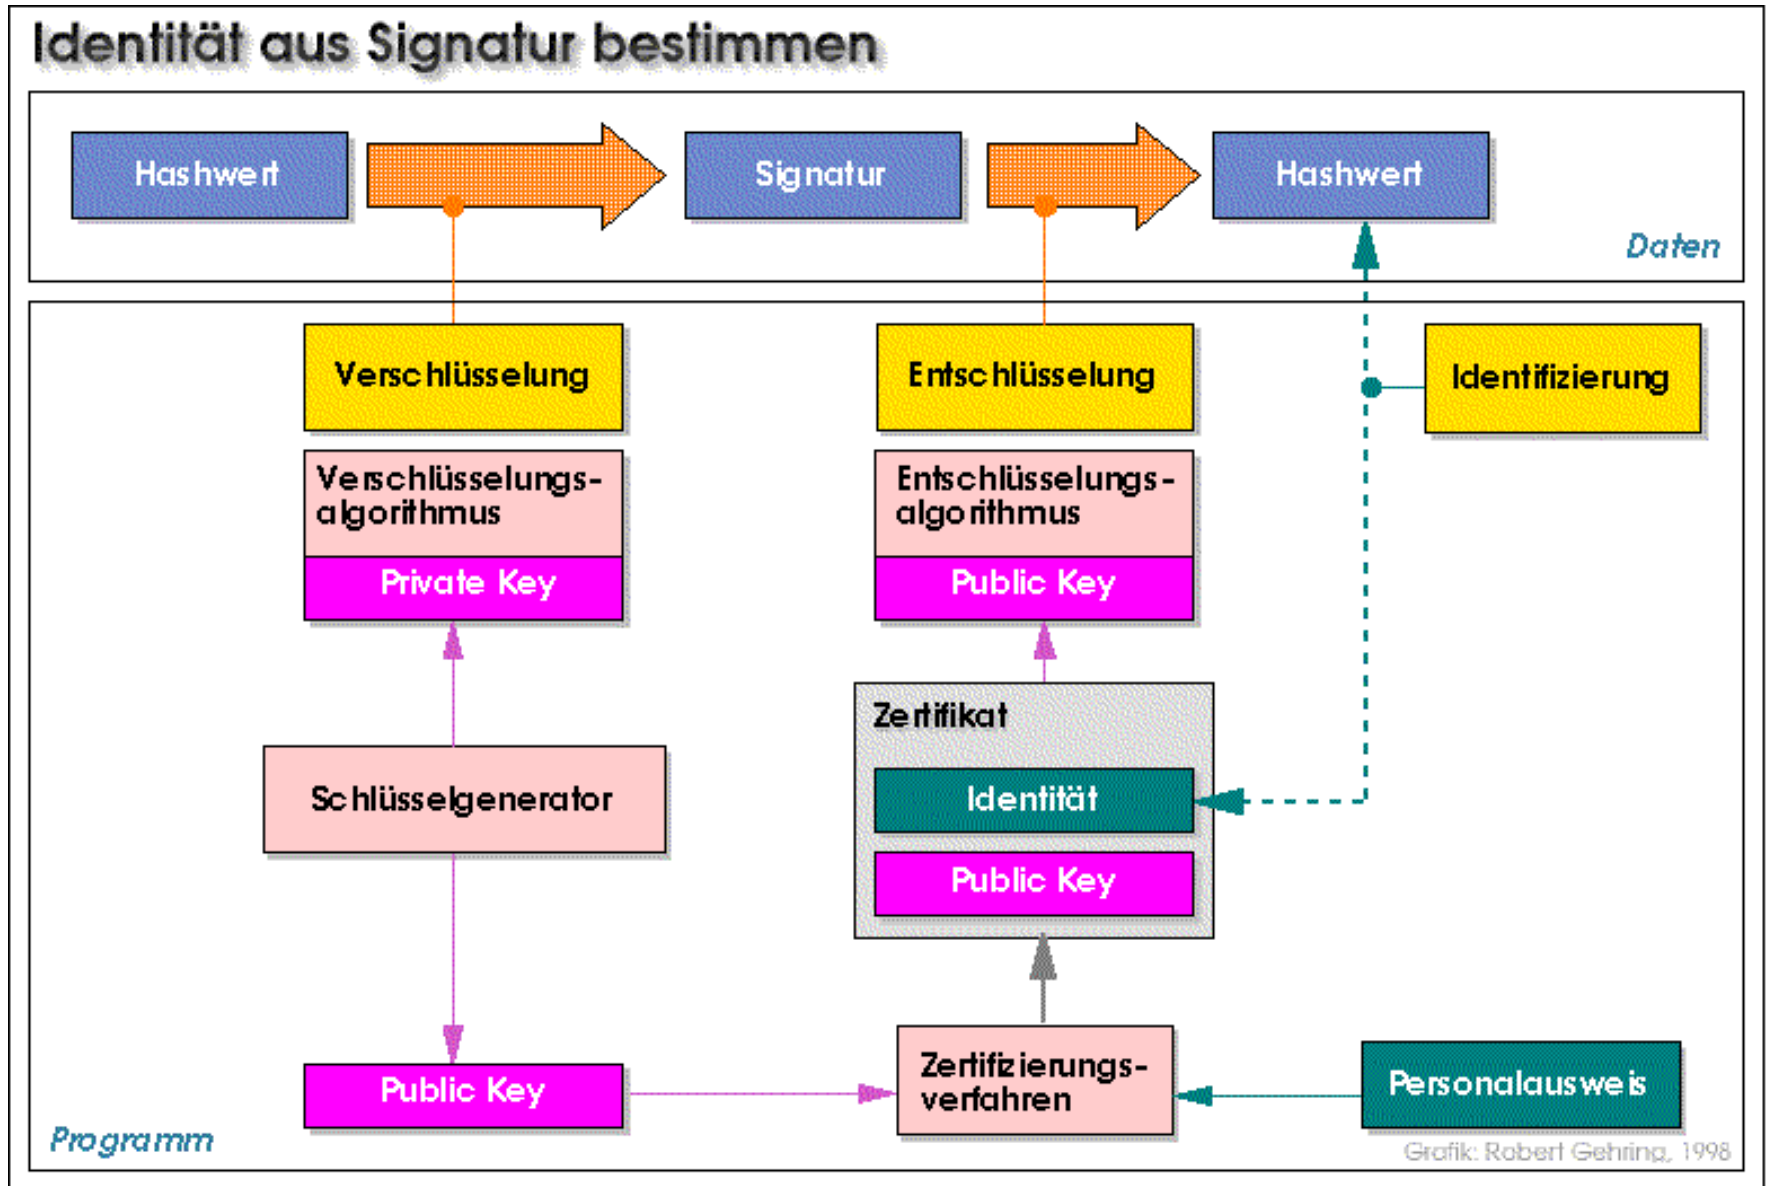 Identität aus Signatur bestimmen
Hashwert
Signatur
Hashwert
Daten
Verschlüsselung
Entschlüsselung
Identifizierung
Verschlüsselungs-
algorithmus
Private Key
Entschlüsselungs-
algorithmus
Public Key
Zertifikat
Identität
Public Key
Schlüsselgenerator
Public Key
Zertifizierungs-
verfahren
Personalausweis
Programm
Grafik: Robert Gehring, 1998